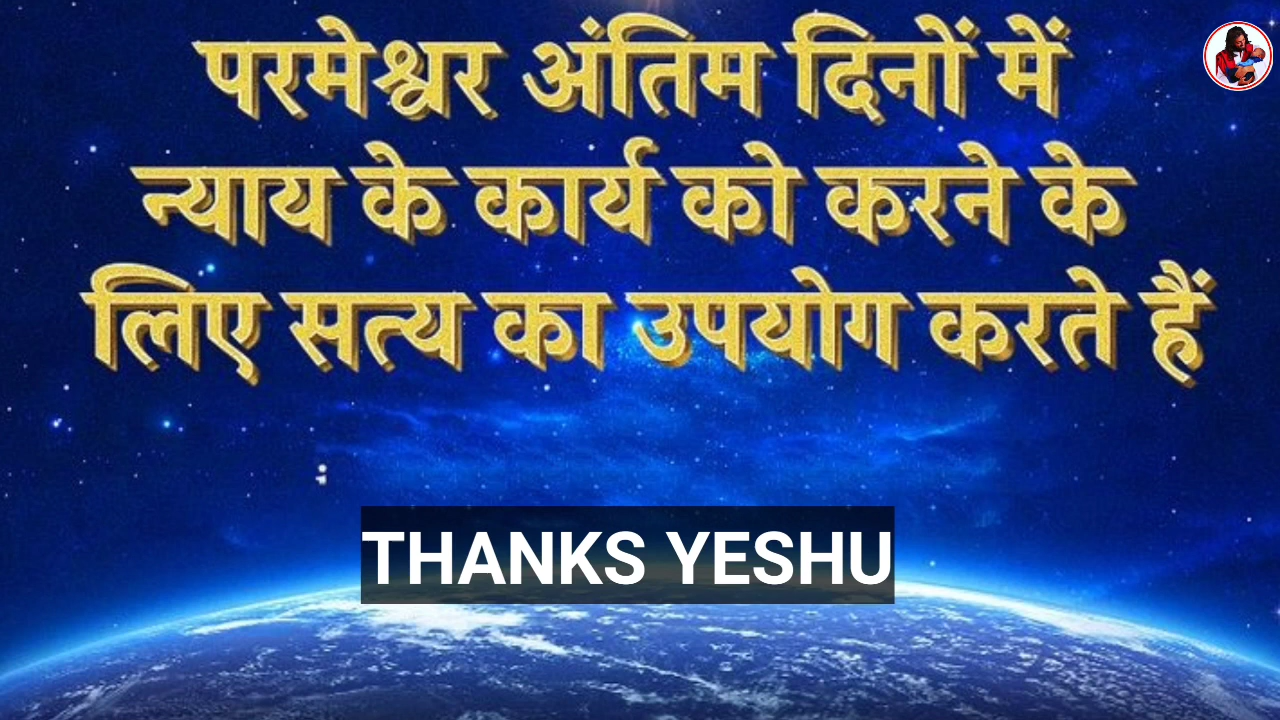 परमेश्वर अंतिम दिनों में
न्याय के कार्य को करने के
लिए सत्य का उपयोग करते हैं
THANKS YESHU